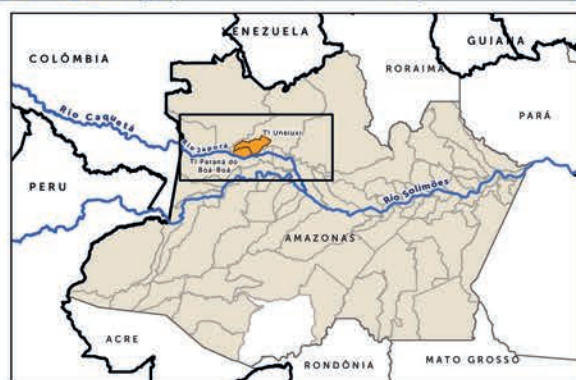 VENEZUELA
GUIANA
COLÔMBIA
RORAIMA
PARÁ
Rio Caquetá
Rio Japurá
TI Uneiuxi
TI Paraná do
Boá-Boá
PERU
Rio Solimões
AMAZONAS
ACRE
RONDÔNIA
MATO GROSSO